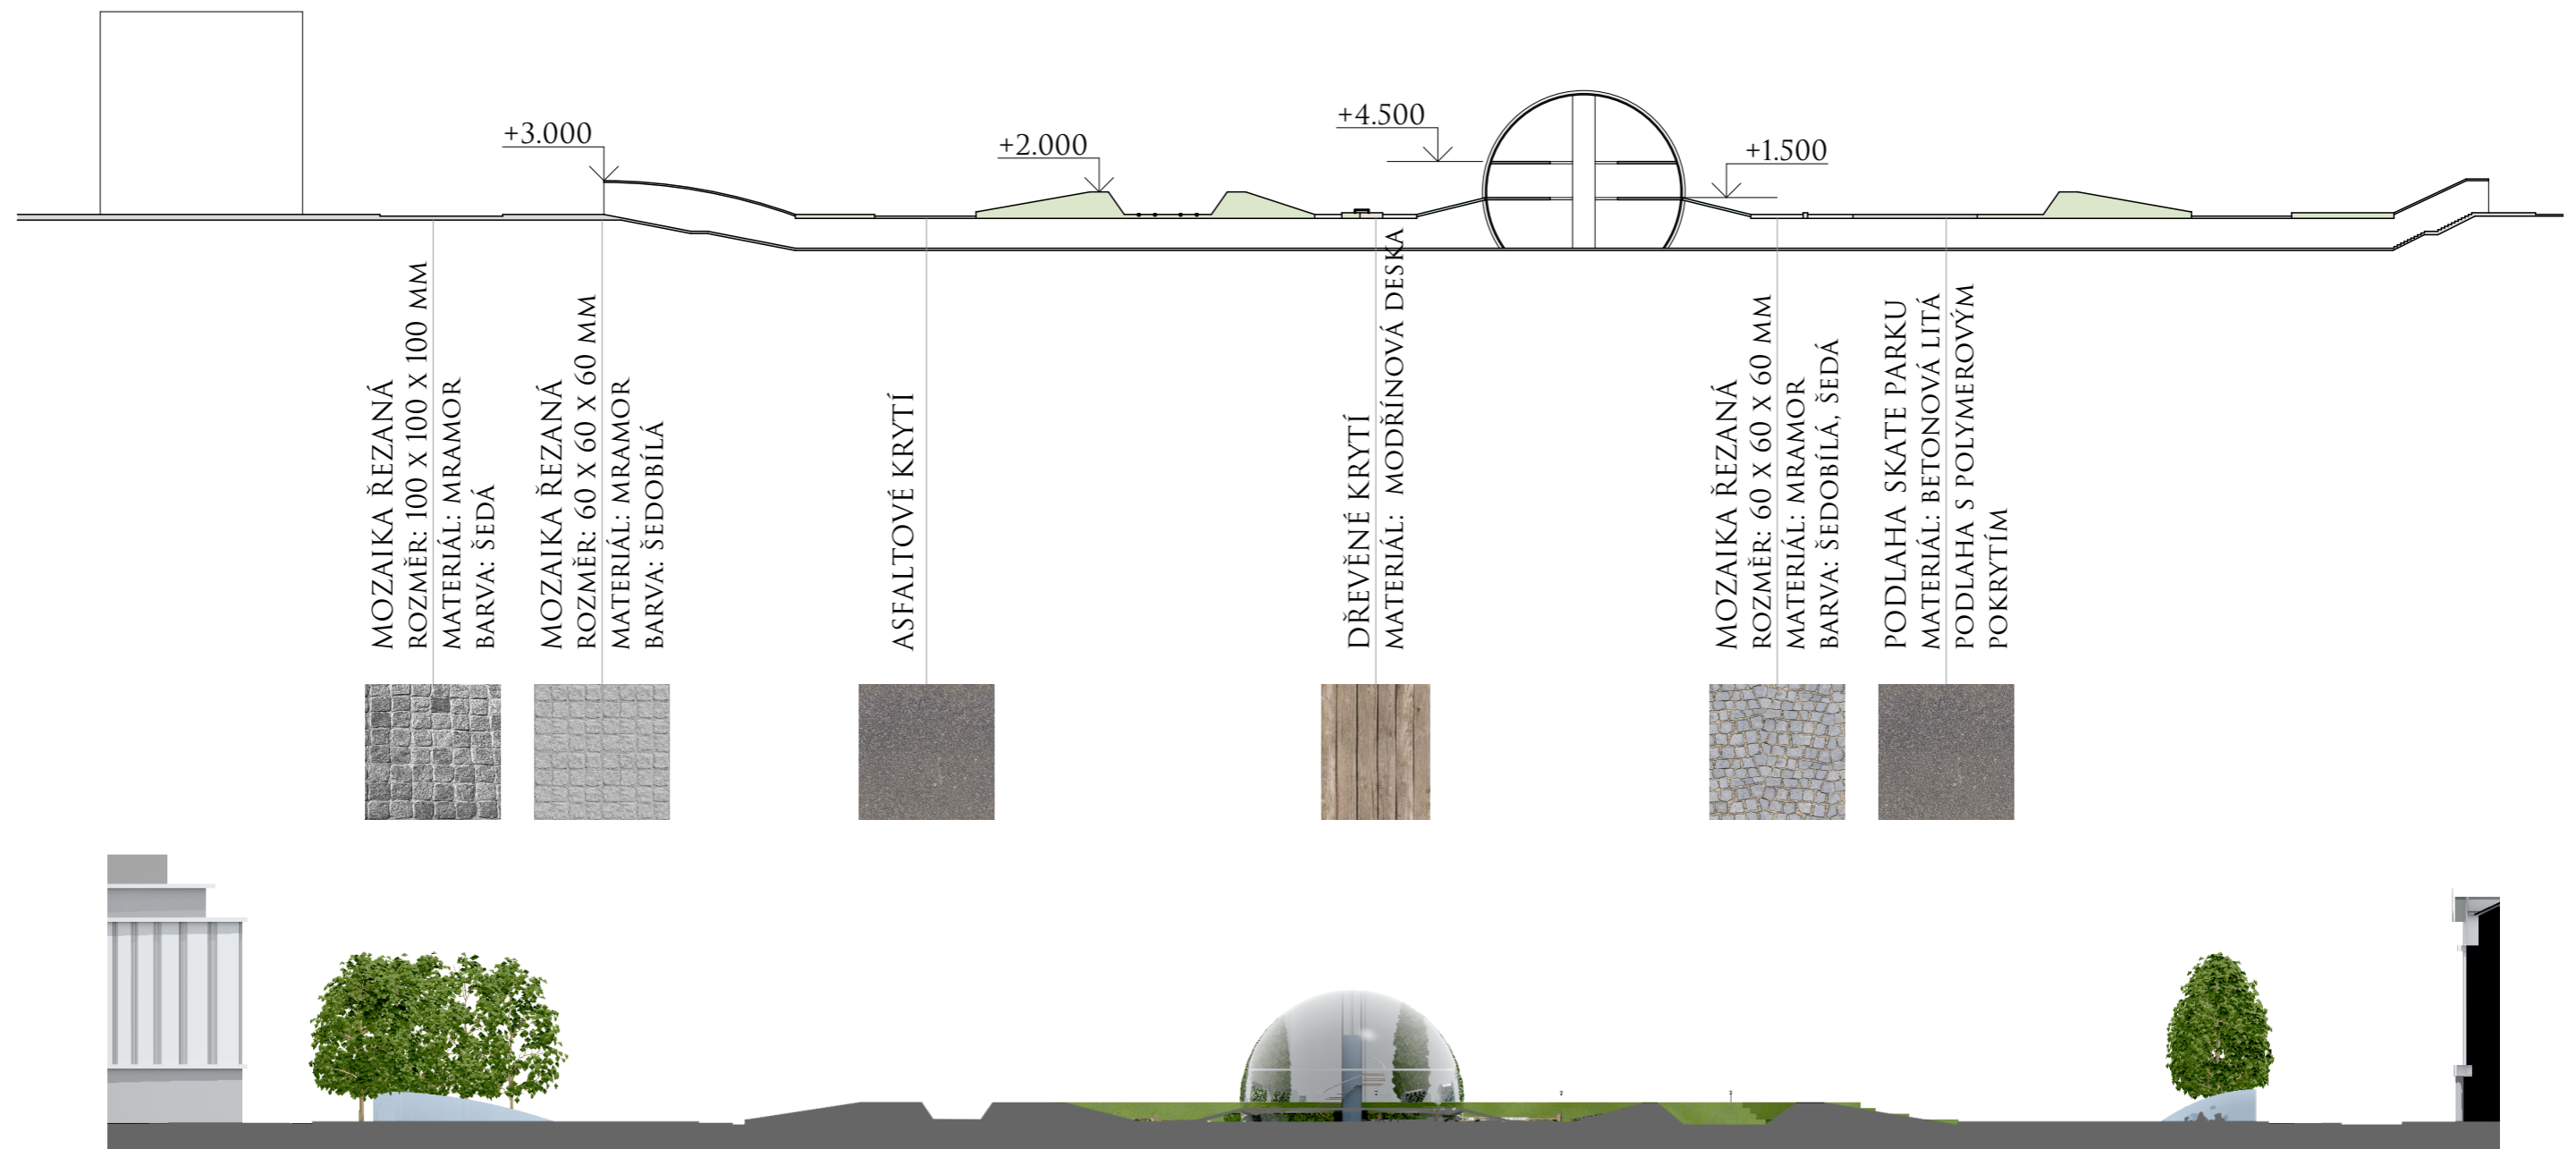 +3.000
+2.000
+4.500
+1.500
MOZAIKA ŘEZANÁ
ROZMĚR: 100 X 100 X 100 MM
MATERIÁL: MRAMOR
BARVA: ŠEDÁ
MOZAIKA ŘEZANÁ
ROZMĚR: 60 X 60 X 60 MM
MATERIÁL: MRAMOR
BARVA: ŠEDOBÍLÁ
ASFALTOVÉ KRYTÍ
DŘEVĚNÉ KRYTÍ
MATERIÁL: MODŘÍNOVÁ DESKA
MOZAIKA ŘEZANÁ
ROZMĚR: 60 X 60 X 60 MM
MATERIÁL: MRAMOR
BARVA: ŠEDOBÍLÁ, ŠEDÁ
PODLAHA SKATE PARKU
MATERIÁL: BETONOVÁ LITÁ
PODLAHA S POLYMEROVÝM
POKRYTÍM